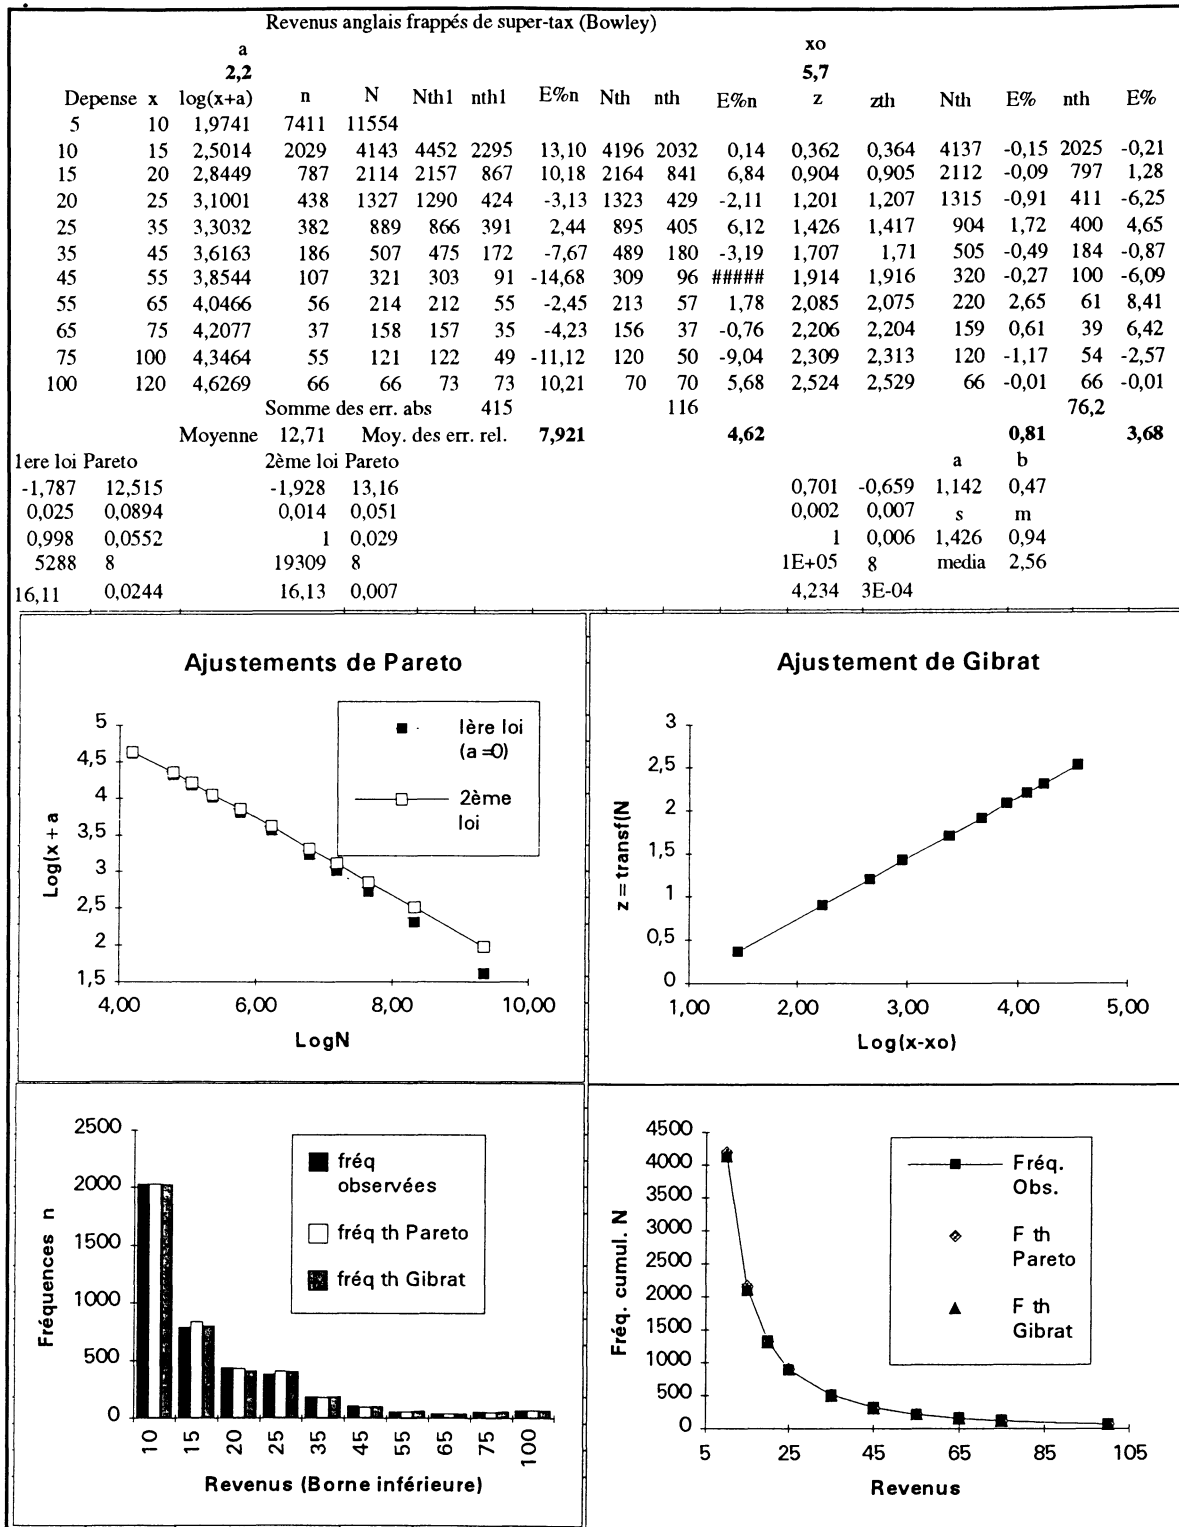 Revenus anglais frappés de super-tax (Bowley)
a xo
2,2 5,7
Depense x log(x+a) n N Nth1 nth1 E%n Nth nth E%n z zth Nth E% nth E%
5 10 1,9741 7411 11554
10 15 2,5014 2029 4143 4452 2295 13,10 4196 2032 0,14 0,362 0,364 4137 -0,15 2025 -0,21
15 20 2,8449 787 2114 2157 867 10,18 2164 841 6,84 0,904 0,905 2112 -0,09 797 1,28
20 25 3,1001 438 1327 1290 424 -3,13 1323 429 -2,11 1,201 1,207 1315 -0,91 411 -6,25
25 35 3,3032 382 889 866 391 2,44 895 405 6,12 1,426 1,417 904 1,72 400 4,65
35 45 3,6163 186 507 475 172 -7,67 489 180 -3,19 1,707 1,71 505 -0,49 184 -0,87
45 55 3,8544 107 321 303 91 -14,68 309 96 ##### 1,914 1,916 320 -0,27 100 -6,09
55 65 4,0466 56 214 212 55 -2,45 213 57 1,78 2,085 2,075 220 2,65 61 8,41
65 75 4,2077 37 158 157 35 -4,23 156 37 -0,76 2,206 2,204 159 0,61 39 6,42
75 100 4,3464 55 121 122 49 -11,12 120 50 -9,04 2,309 2,313 120 -1,17 54 -2,57
100 120 4,6269 66 66 73 73 10,21 70 70 5,68 2,524 2,529 66 -0,01 66 -0,01
Somme des err. abs 415 116 76,2
Moyenne 12,71 Moy. des err. rel. 7,921 4,62 0,81 3,68
1ere loi Pareto 2ème loi Pareto a b
-1,787 12,515 -1,928 13,16 0,701 -0,659 1,142 0,47
0,025 0,0894 0,014 0,051 0,002 0,007 s m
0,998 0,0552 1 0,029 1 0,006 1,426 0,94
5288 8 19309 8 1E+05 8 media 2,56
16,11 0,0244 16,13 0,007 4,234 3E-04
Ajustements de Pareto
1ère loi
(a =0)
2ème
loi
Log(x + a)
5
4,5
4
3,5
3
2,5
2
1,5
4,00 6,00 8,00 10,00
LogN
Ajustement de Gibrat
z = transf(N
3
2,5
2
1,5
1
0,5
0
1,00 2,00 3,00 4,00 5,00
Log(x-xo)
Fréquences n
2500
2000
1500
1000
500
0
fréq
observées
fréq th Pareto
fréq th Gibrat
10 15 20 25 35 45 55 65 75 100
Revenus (Borne inférieure)
Fréq. cumul. N
4500
4000
3500
3000
2500
2000
1500
1000
500
0
Fréq.
Obs.
F th
Pareto
F th
Gibrat
5 25 45 65 85 105
Revenus